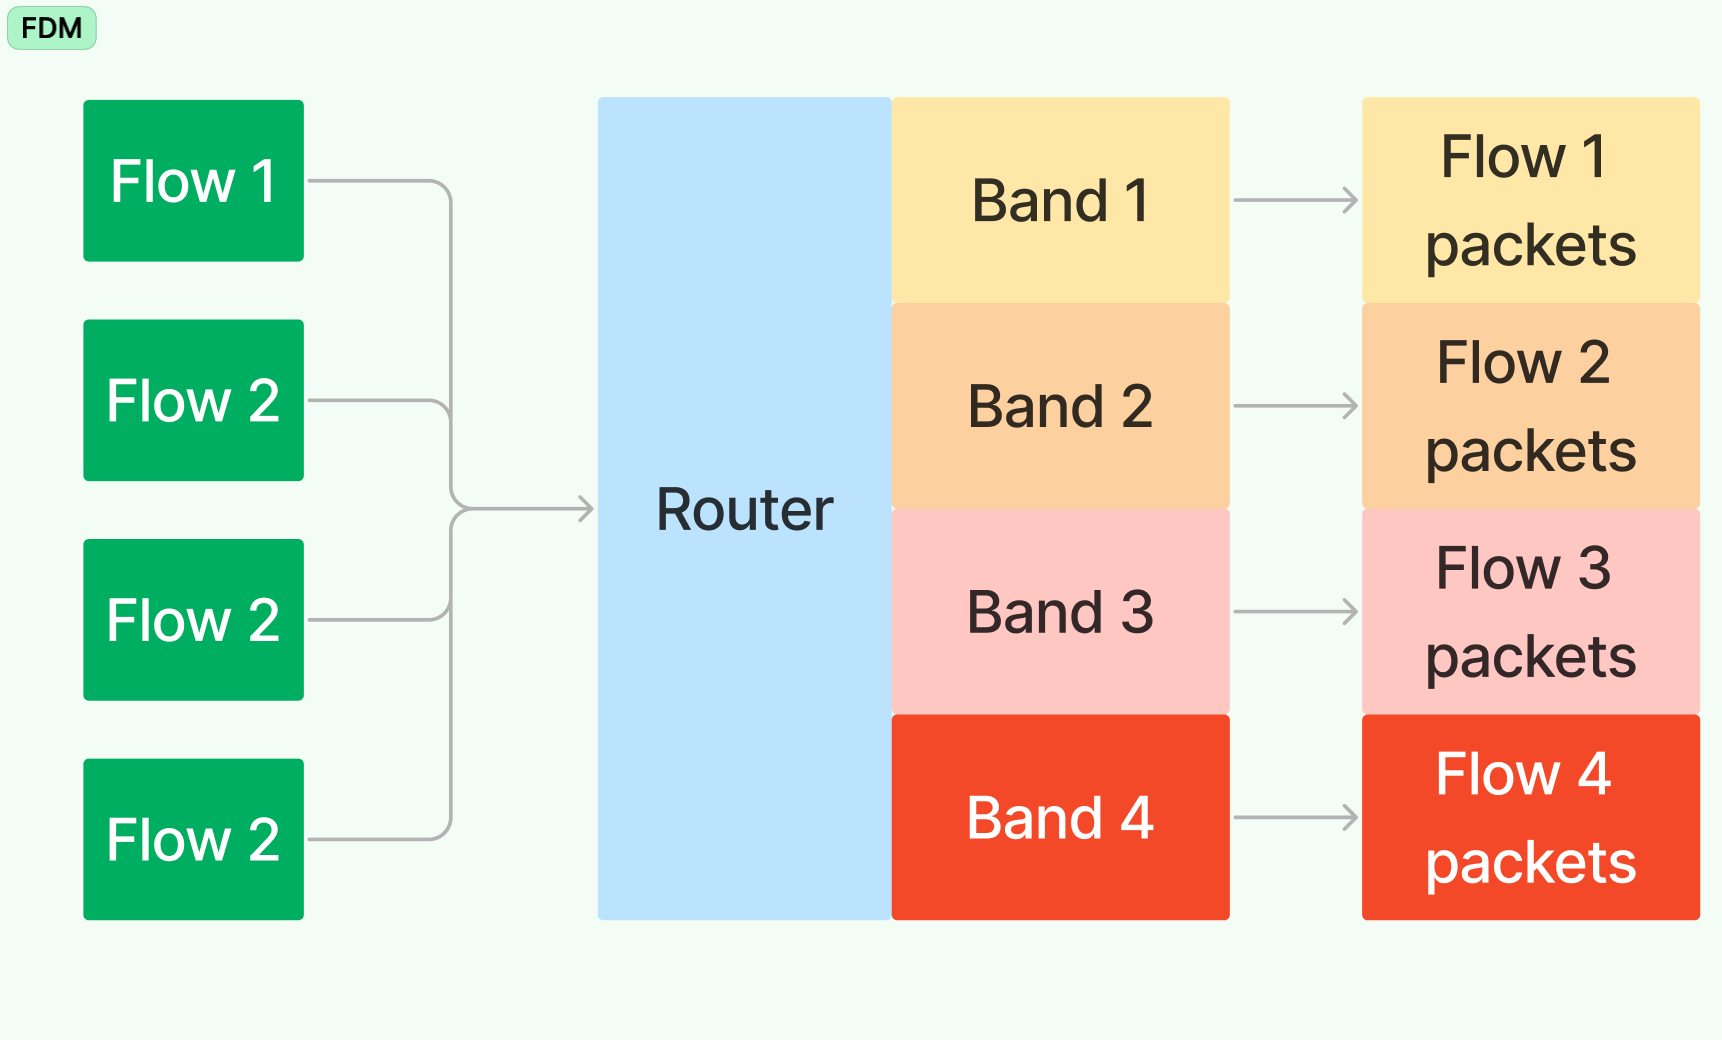 FDM
Flow 1
Flow 2
Flow 2
Flow 2
Router
Band 1
Band 2
Band 3
Band 4
Flow 1
packets
Flow 2
packets
Flow 3
packets
Flow 4
packets